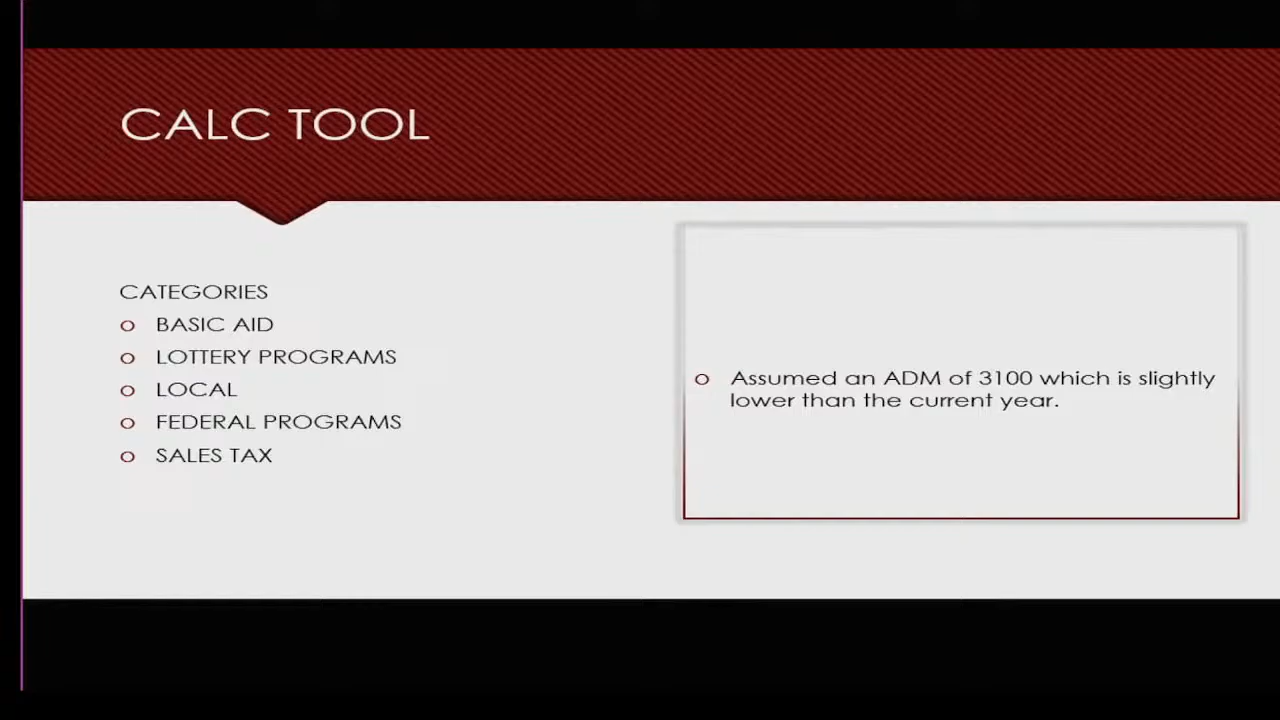 CALC TOOL
CATEGORIES
BASIC AID
LOTTERY PROGRAMS
LOCAL
FEDERAL PROGRAMS
SALES TAX
Assumed an ADM of 3100 which is slightly
lower than the current year.